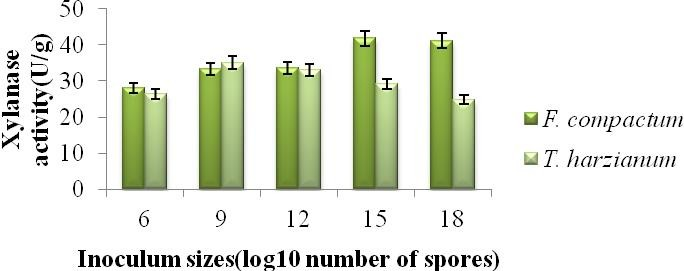 Xylanase
activity(U/g)
50
40
30
20
10
0
6 9 12 15 18
Inoculum sizes(log10 number of spores)
F. compactum
T. harzianum